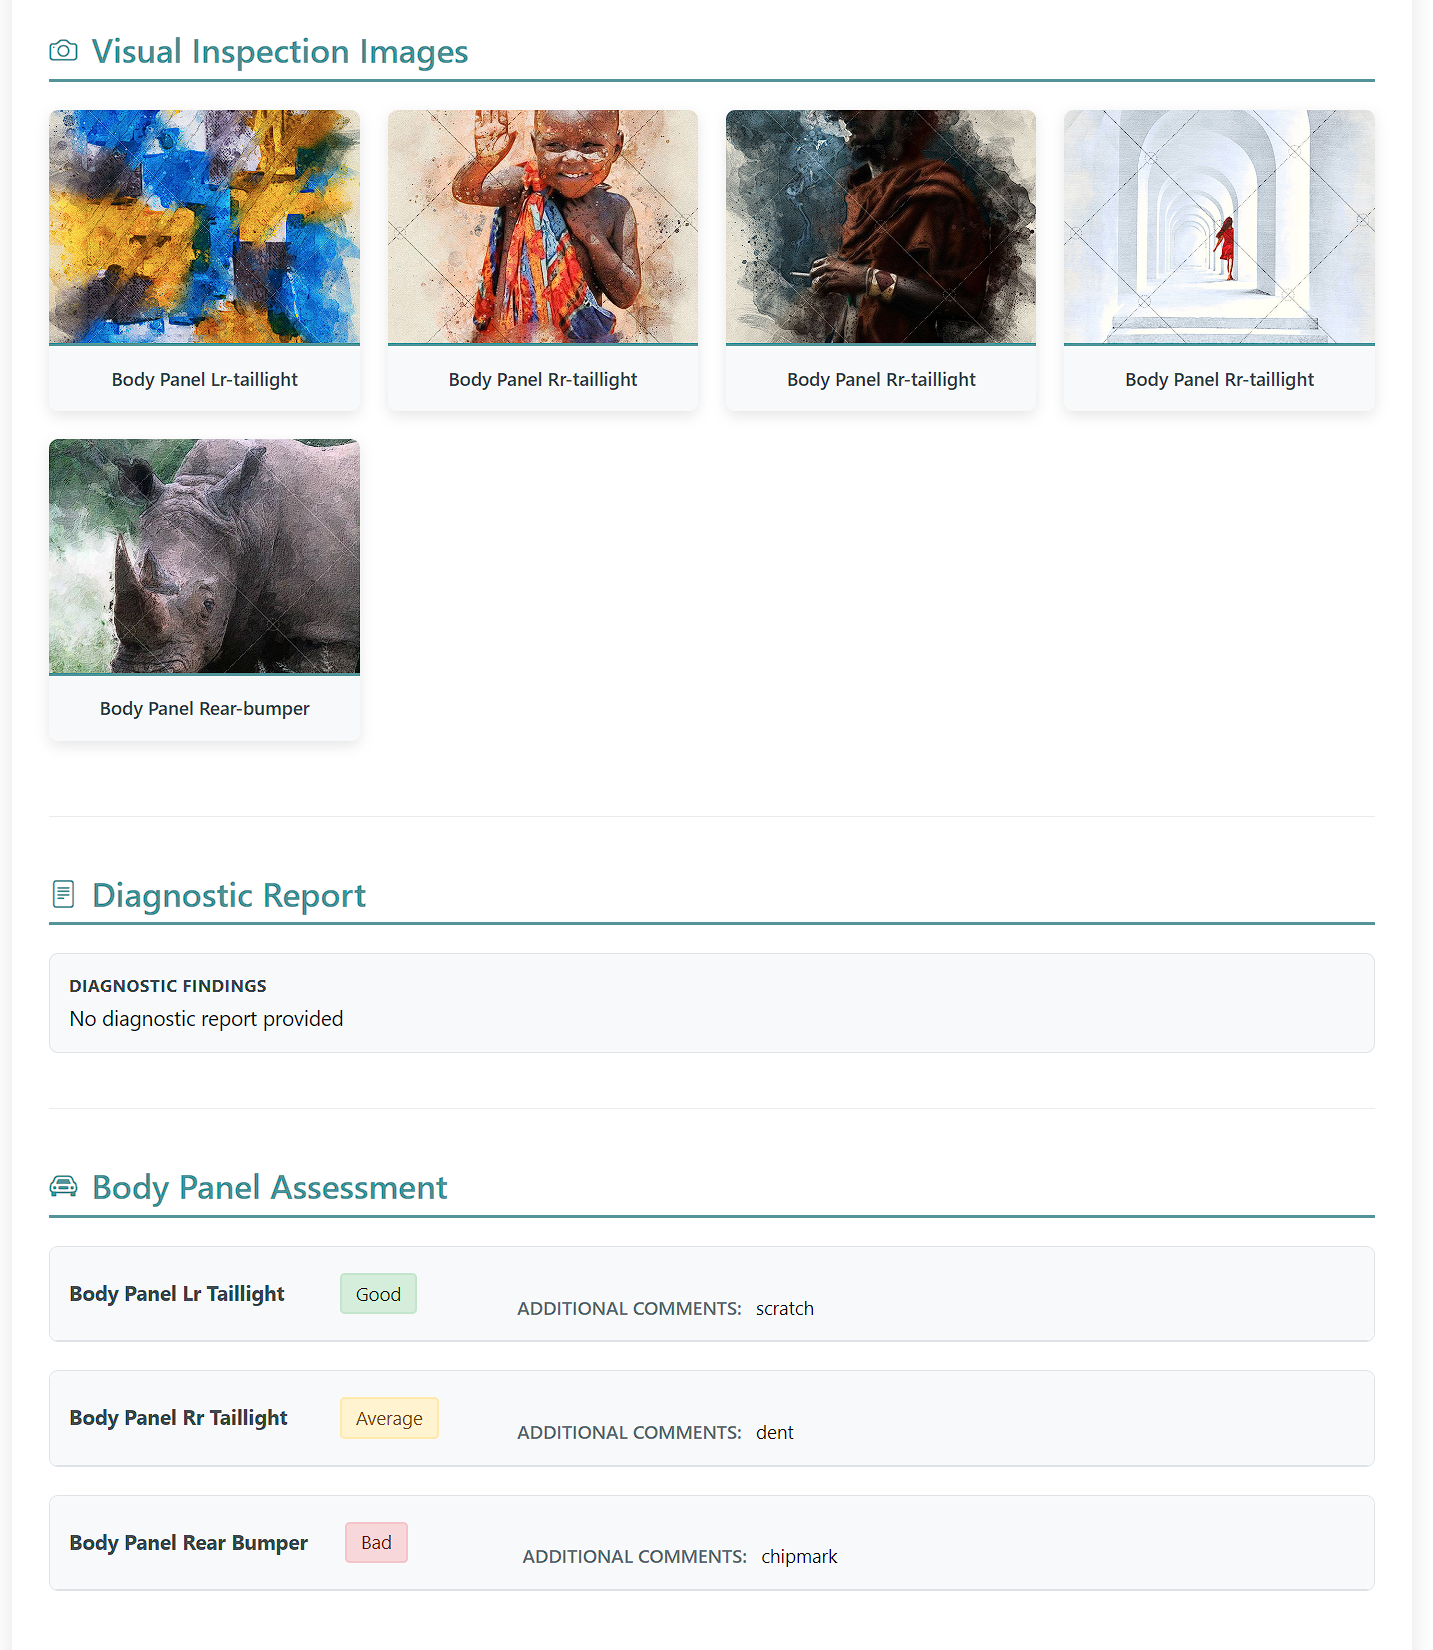 Visual Inspection Images
Body Panel Lr-taillight
Body Panel Rr-taillight
Body Panel Rr-taillight
Body Panel Rr-taillight
Body Panel Rear-bumper
Diagnostic Report
DIAGNOSTIC FINDINGS
No diagnostic report provided
Body Panel Assessment
Body Panel Lr Taillight Good ADDITIONAL COMMENTS: scratch
Body Panel Rr Taillight Average ADDITIONAL COMMENTS: dent
Body Panel Rear Bumper Bad ADDITIONAL COMMENTS: chipmark